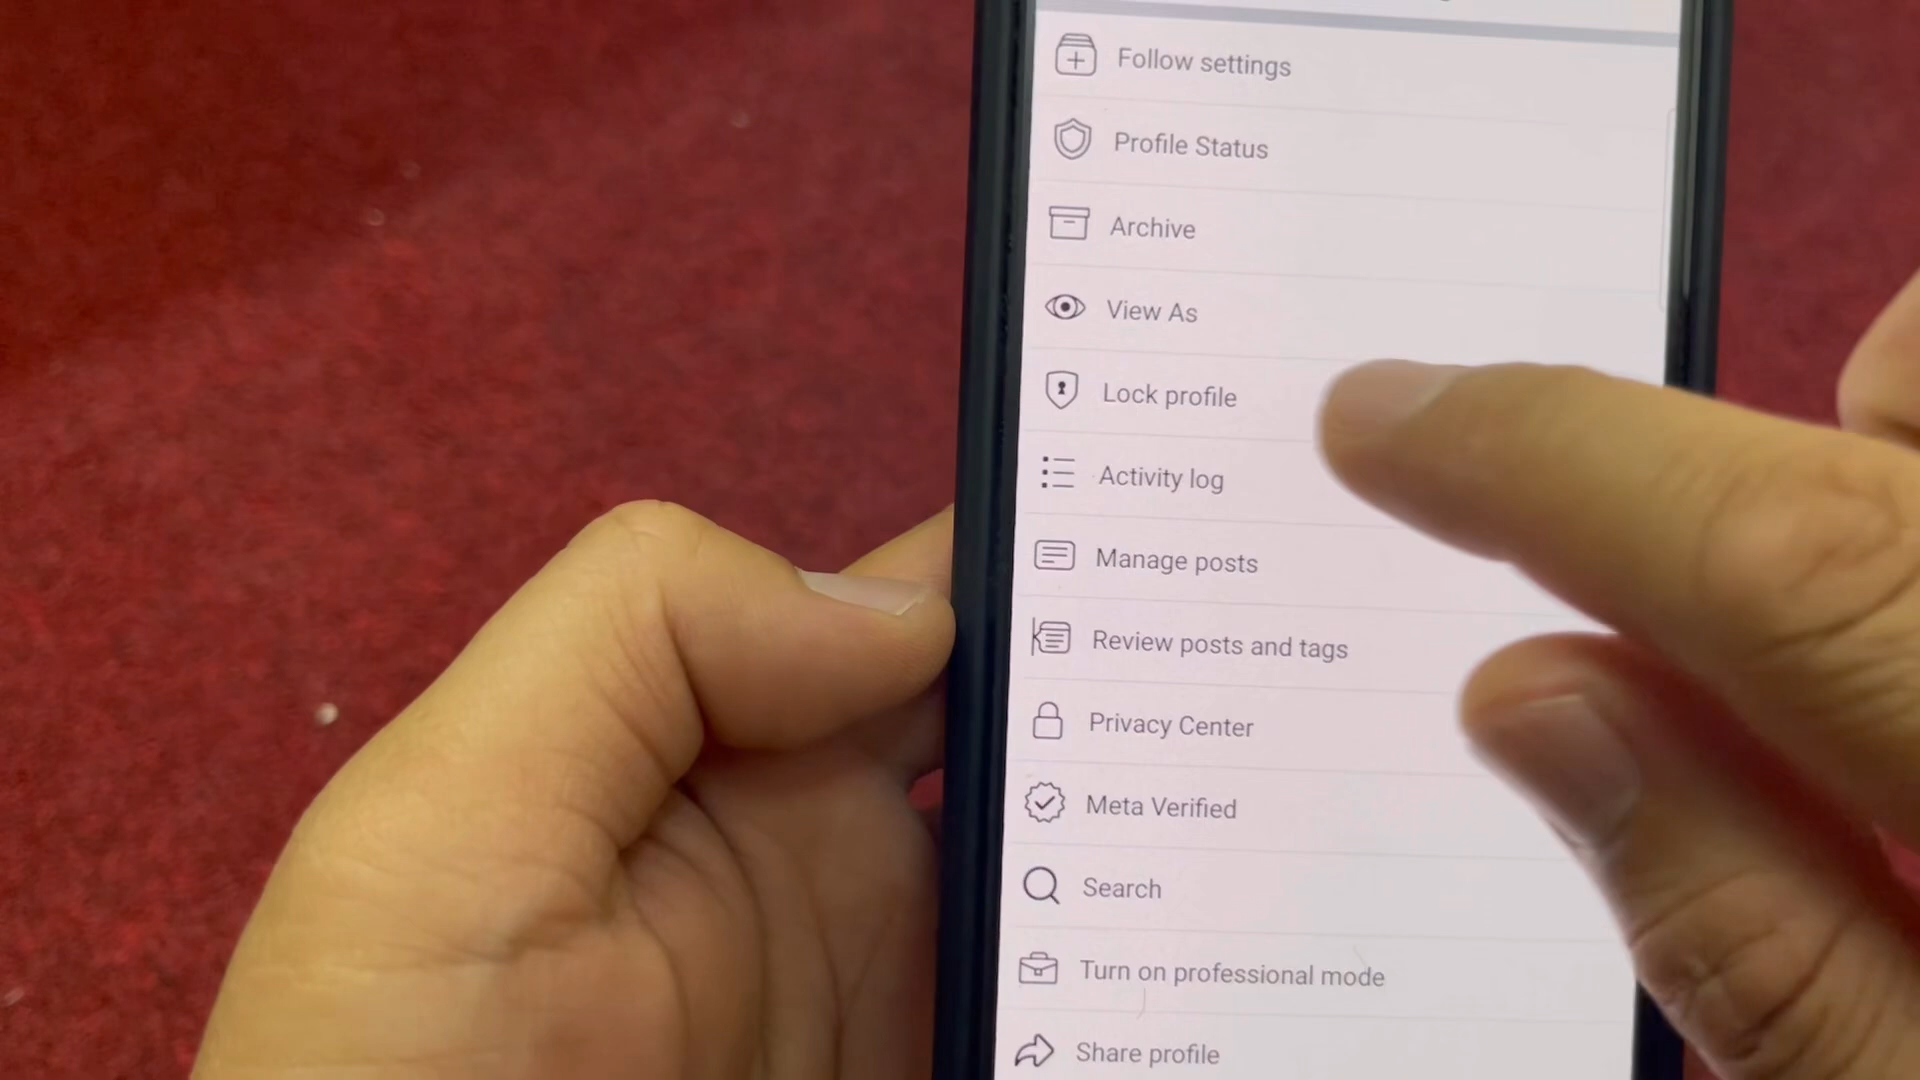 Follow settings
Profile Status
Archive
View As
Lock profile
Activity log
Manage posts
Review posts and tags
Privacy Center
Meta Verified
Search
Turn on professional mode
Share profile